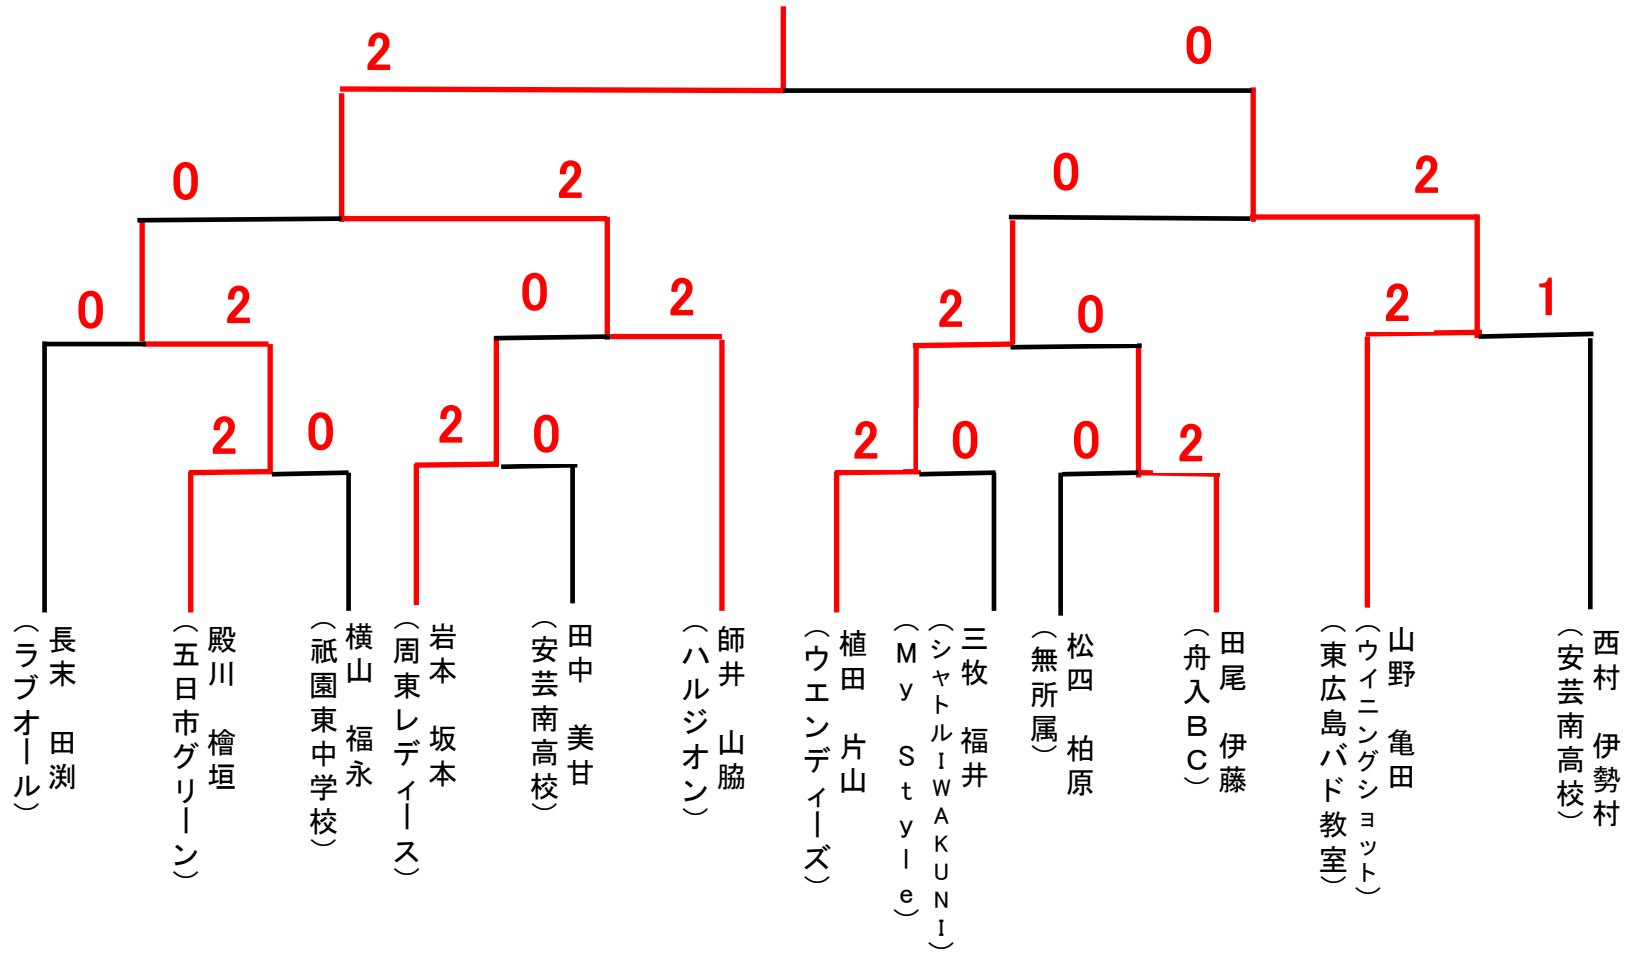 2
0
0
2
0
2
0
2
0
2
2
0
2
1
2
0
2
0
2
0
0
2
長末 田渕
（ラブオール）
殿川 檜垣
（五日市グリーン）
横山 福永
（祇園東中学校）
岩本 坂本
（周東レディース）
田中 美甘
（安芸南高校）
師井 山脇
（ハルジオン）
植田 片山
（ウエンディーズ）
三牧 福井
（シャトルIWAKUNI）
（My Style）
松四 柏原
（無所属）
田尾 伊藤
（舟入BC）
山野 亀田
（ウイニングショット）
（東広島バド教室）
西村 伊勢村
（安芸南高校）